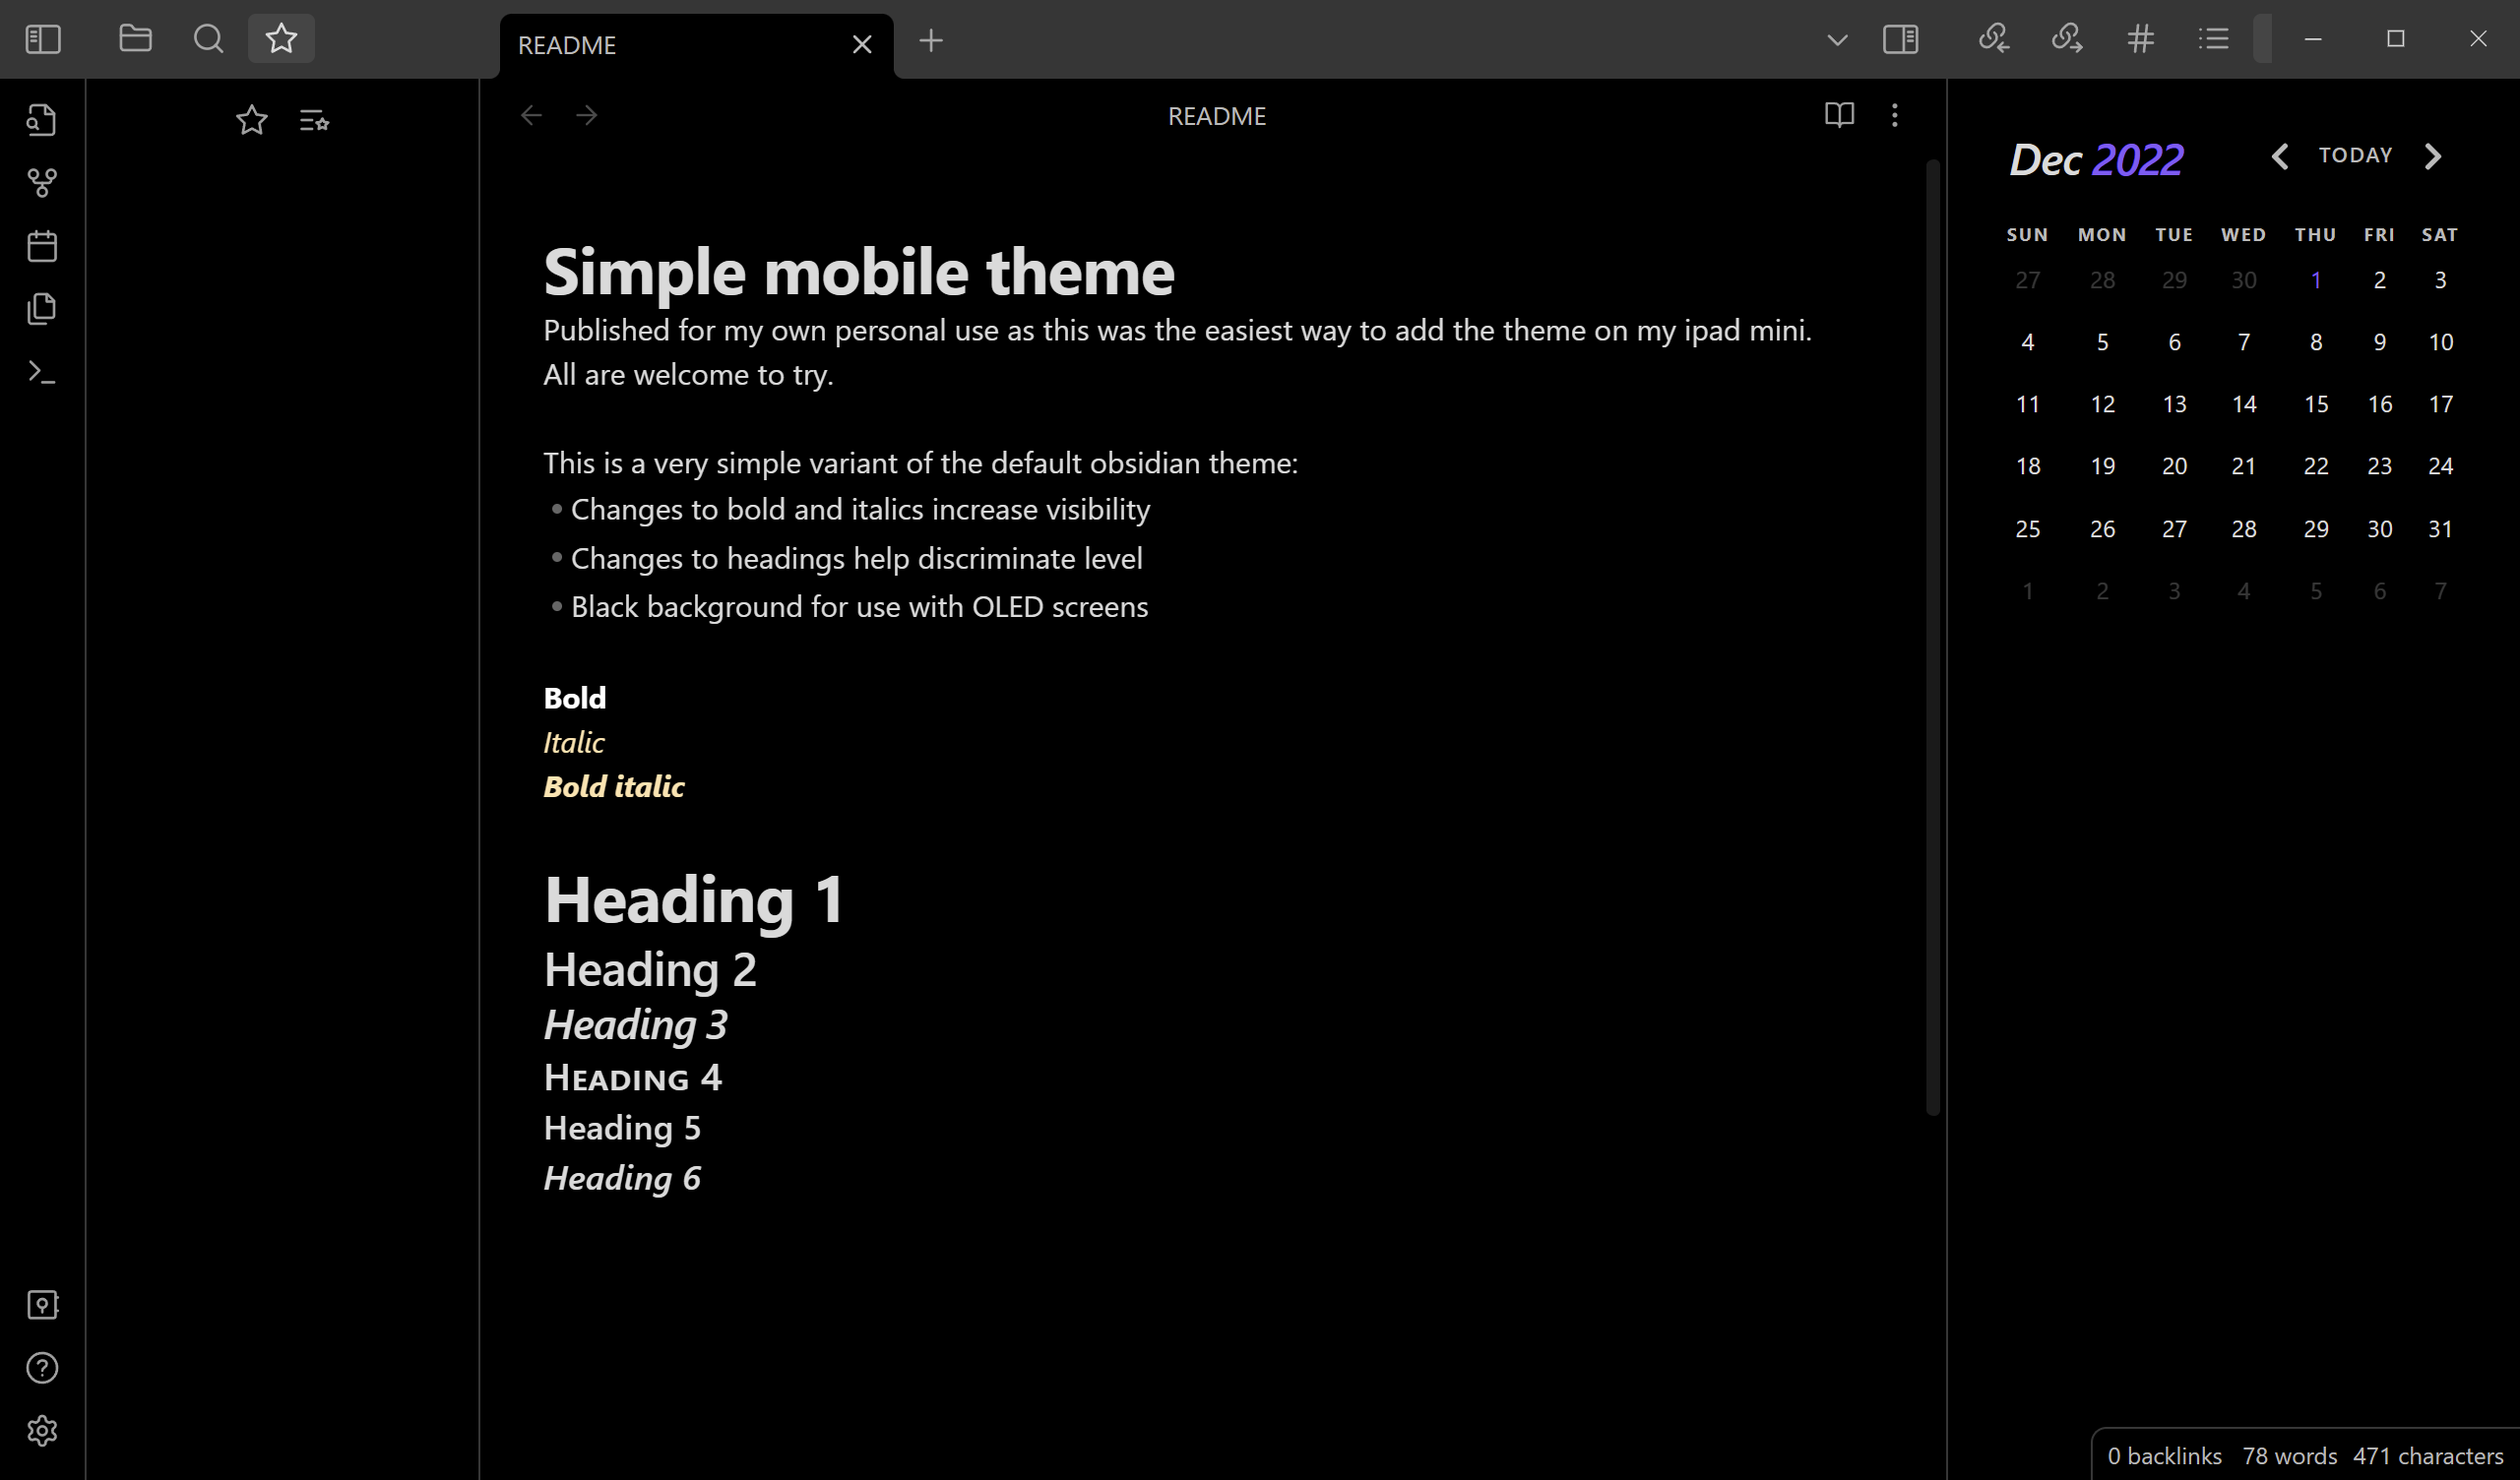 README
README
Simple mobile theme
Published for my own personal use as this was the easiest way to add the theme on my ipad mini.
All are welcome to try.
This is a very simple variant of the default obsidian theme:
Changes to bold and italics increase visibility
Changes to headings help discriminate level
Black background for use with OLED screens
Bold
Italic
Bold italic
Heading 1
Heading 2
Heading 3
Heading 4
Heading 5
Heading 6
Dec 2022 TODAY
SUN MON TUE WED THU FRI SAT
27 28 29 30 1 2 3
4 5 6 7 8 9 10
11 12 13 14 15 16 17
18 19 20 21 22 23 24
25 26 27 28 29 30 31
1 2 3 4 5 6 7
0 backlinks 78 words 471 characters